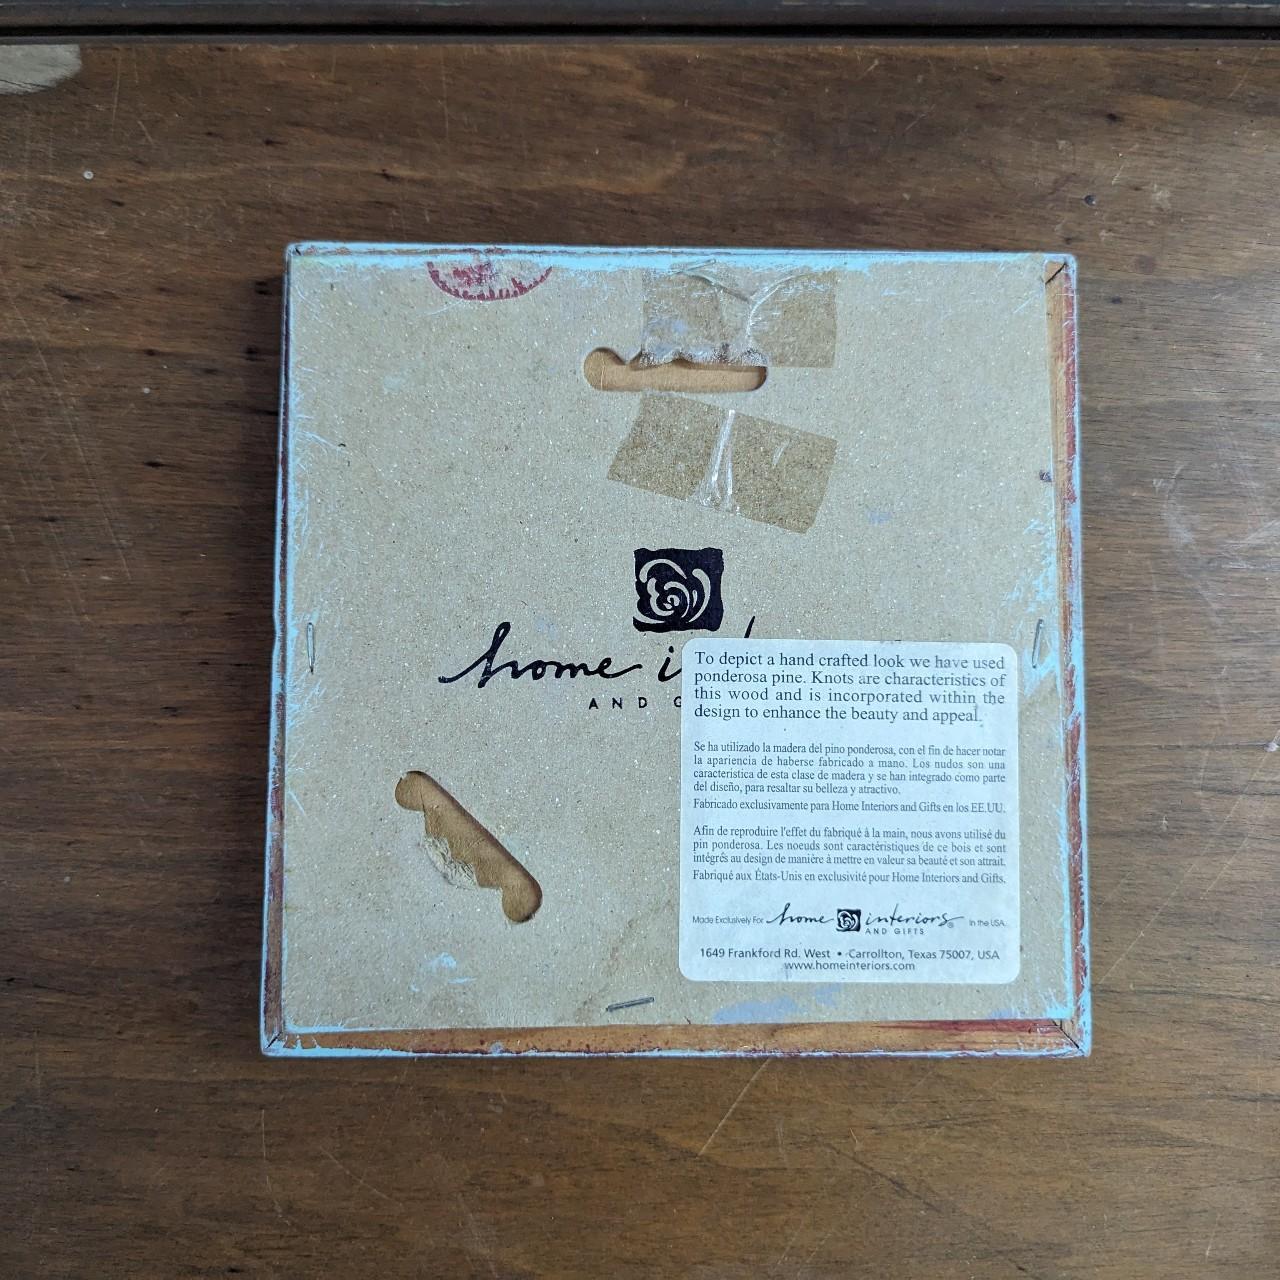 home i
AND G
To depict a hand crafted look we have used
ponderosa pine. Knots are characteristics of
this wood and is incorporated within the
design to enhance the beauty and appeal.
Se ha utilizado la madera del pino ponderosa, con el fin de hacer notar
la apariencia de haberse fabricado a mano. Los nudos son una
característica de esta clase de madera y se han integrado como parte
del diseño, para resaltar su belleza y atractivo.
Fabricado exclusivamente para Home Interiors and Gifts en los EE.UU.
Afin de reproduire l'effet du fabriqué à la main, nous avons utilisé du
pin ponderosa. Les noeuds sont caractéristiques de ce bois et sont
intégrés au design de manière à mettre en valeur sa beauté et son attrait.
Fabriqué aux États-Unis en exclusivité pour Home Interiors and Gifts.
Made Exclusively For home interiors® In the USA
AND GIFTS
1649 Frankford Rd. West • Carrollton, Texas 75007, USA
www.homeinteriors.com